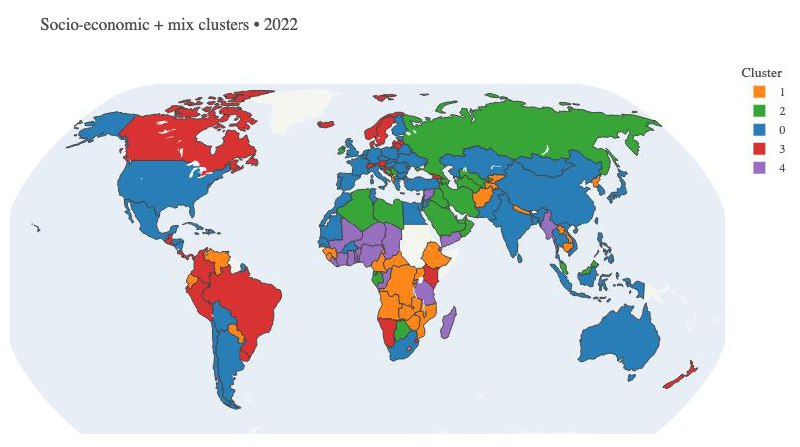 Socio-economic + mix clusters • 2022
Cluster
1
2
0
3
4